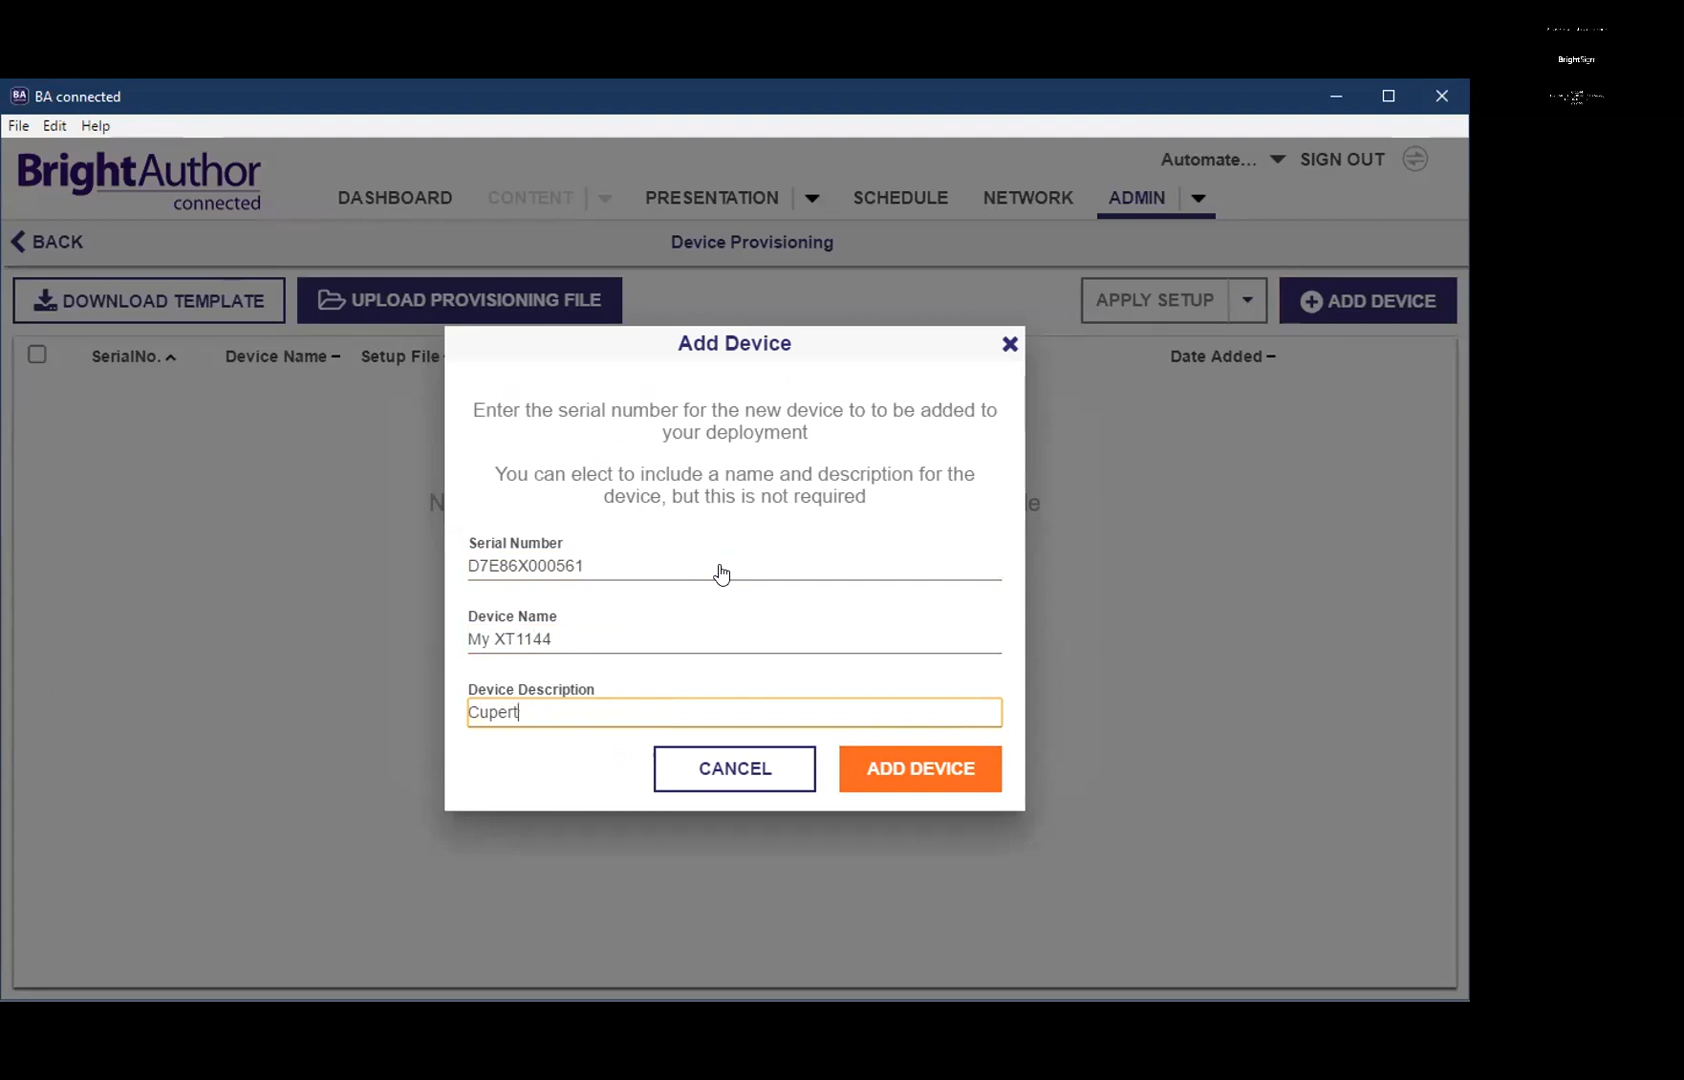 BrightSign
BA connected
File Edit Help
BrightAuthor
connected
Automate... SIGN OUT
DASHBOARD CONTENT PRESENTATION SCHEDULE NETWORK ADMIN
BACK Device Provisioning
DOWNLOAD TEMPLATE UPLOAD PROVISIONING FILE APPLY SETUP ADD DEVICE
SerialNo. Device Name Setup File Date Added
Add Device
Enter the serial number for the new device to to be added to
your deployment
You can elect to include a name and description for the
device, but this is not required
Serial Number
D7E86X000561
Device Name
My XT1144
Device Description
Cupert
CANCEL ADD DEVICE